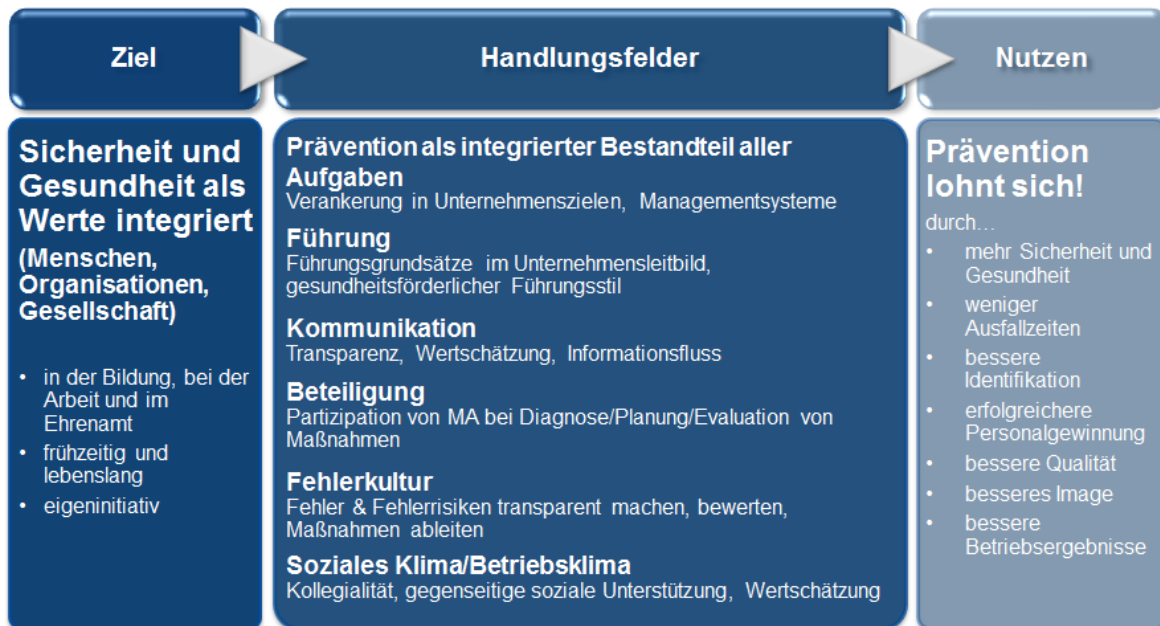 Ziel
Handlungsfelder
Nutzen
Sicherheit und
Gesundheit als
Werte integriert
(Menschen,
Organisationen,
Gesellschaft)
• in der Bildung, bei der
Arbeit und im
Ehrenamt
• frühzeitig und
lebenslang
• eigeninitiativ
Prävention als integrierter Bestandteil aller
Aufgaben
Verankerung in Unternehmenszielen, Managementsysteme
Führung
Führungsgrundsätze im Unternehmensleitbild,
gesundheitsförderlicher Führungsstil
Kommunikation
Transparenz, Wertschätzung, Informationsfluss
Beteiligung
Partizipation von MA bei Diagnose/Planung/Evaluation von
Maßnahmen
Fehlerkultur
Fehler & Fehlerrisiken transparent machen, bewerten,
Maßnahmen ableiten
Soziales Klima/Betriebsklima
Kollegialität, gegenseitige soziale Unterstützung, Wertschätzung
Prävention
lohnt sich!
durch...
• mehr Sicherheit und
Gesundheit
• weniger
Ausfallzeiten
• bessere
Identifikation
• erfolgreichere
Personalgewinnung
• bessere Qualität
• besseres Image
• bessere
Betriebsergebnisse